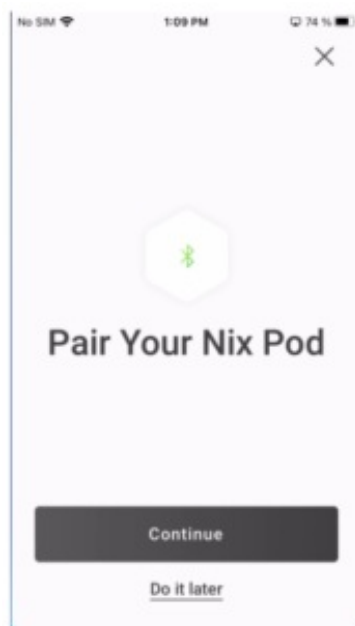 No SIM 1:09 PM 74 %
Pair Your Nix Pod
Continue
Do it later